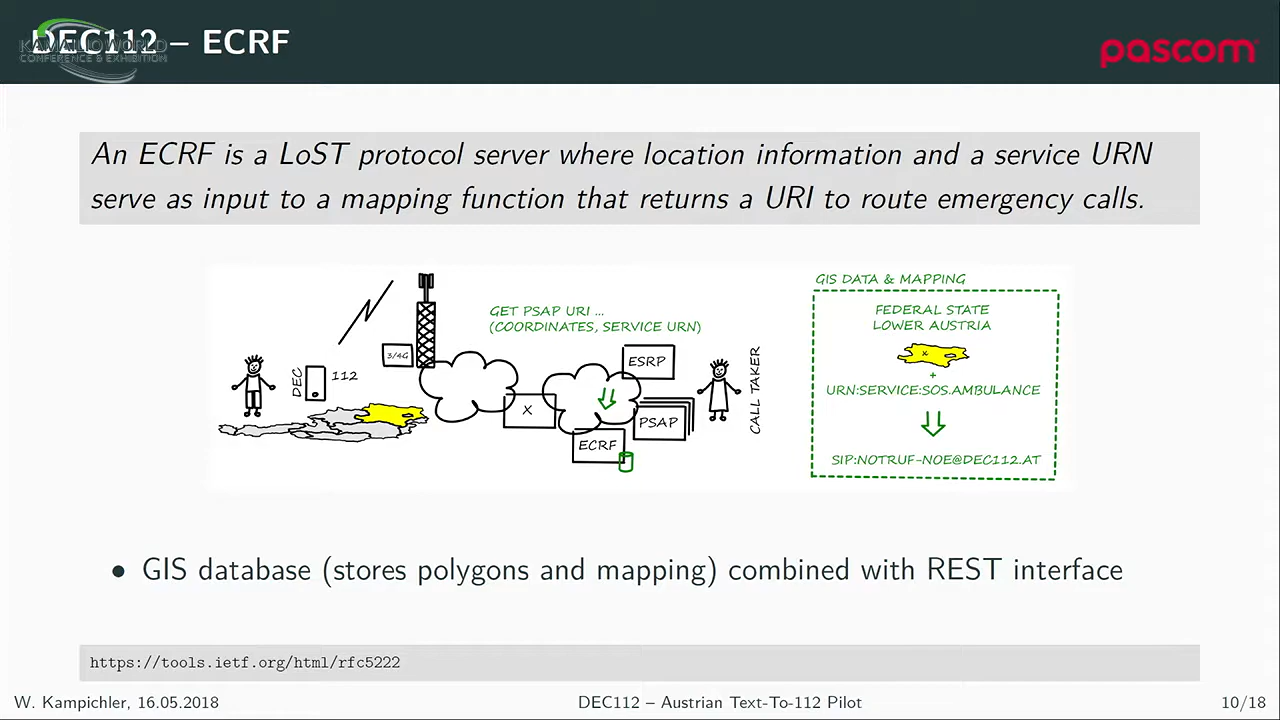 DEC112 – ECRF
KAMAILIO WORLD
CONFERENCE & EXHIBITION
pascom
An ECRF is a LoST protocol server where location information and a service URN
serve as input to a mapping function that returns a URI to route emergency calls.
GET PSAP URI ...
(COORDINATES, SERVICE URN)
3/4G
DEC
112
X
ESRP
PSAP
ECRF
CALL TAKER
GIS DATA & MAPPING
FEDERAL STATE
LOWER AUSTRIA
x
+
URN:SERVICE:SOS.AMBULANCE
SIP:NOTRUF-NOE@DEC112.AT
• GIS database (stores polygons and mapping) combined with REST interface
https://tools.ietf.org/html/rfc5222
W. Kampichler, 16.05.2018
DEC112 – Austrian Text-To-112 Pilot
10/18